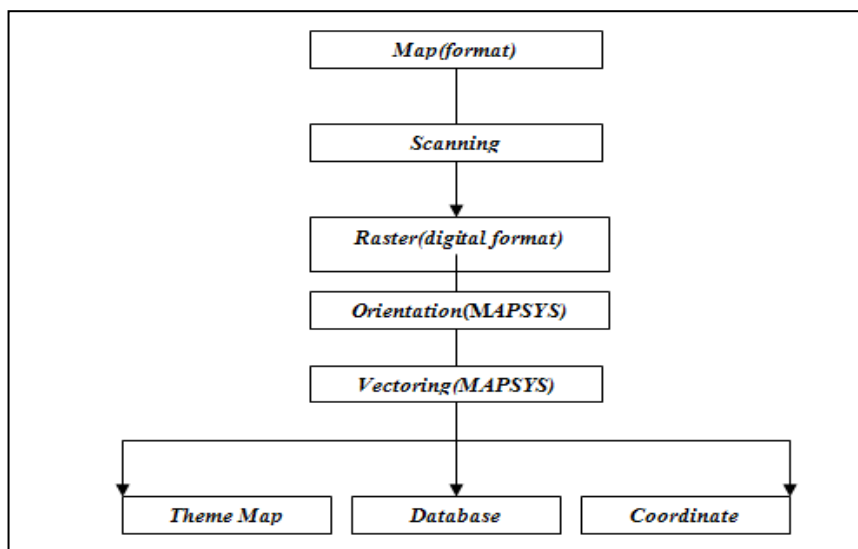 Map(format)
Scanning
Raster(digital format)
Orientation(MAPSYS)
Vectoring(MAPSYS)
Theme Map
Database
Coordinate